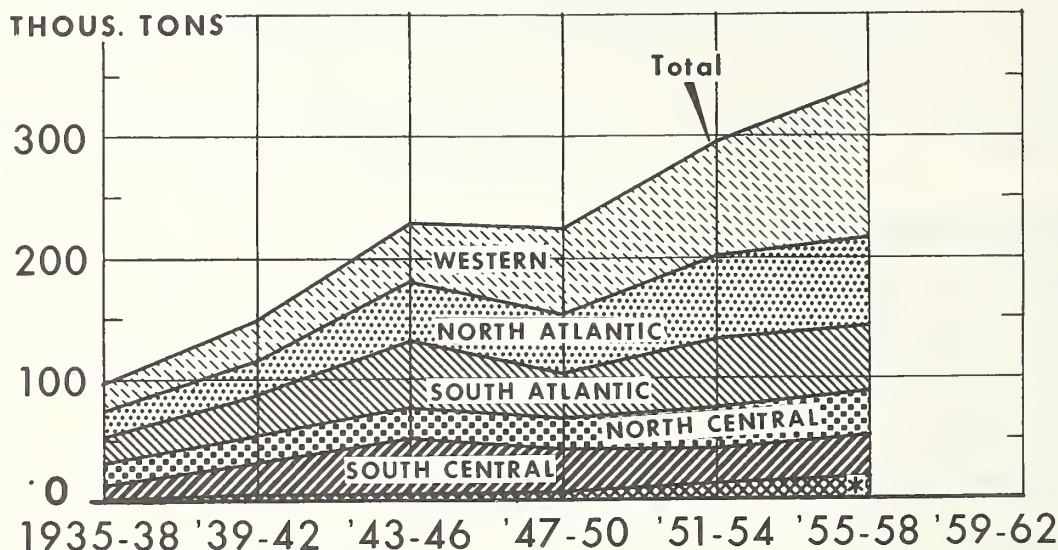 THOUS. TONS
Total
300
WESTERN
200
NORTH ATLANTIC
100
SOUTH ATLANTIC
NORTH CENTRAL
SOUTH CENTRAL
*
0
1935-38 '39-42 '43-46 '47-50 '51-54 '55-58 '59-62